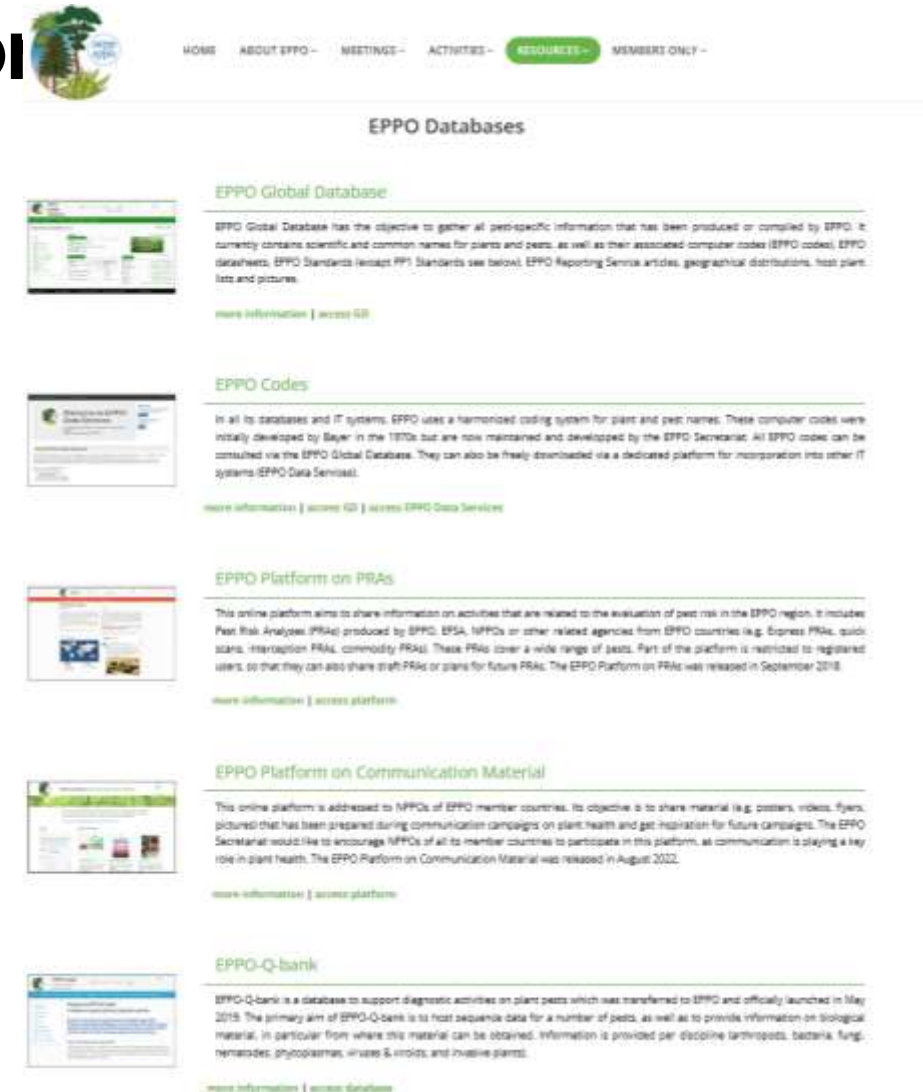 HOME ABOUT EPPO MEETINGS ACTIVITIES RESOURCES MEMBERS ONLY
EPPO Databases
EPPO Global Database
EPPO Global Database has the objective to gather all pest-specific information that has been produced or compiled by EPPO. It
currently contains scientific and common names for plants and pests, as well as their associated computer codes (EPPO codes), EPPO
datasheets, EPPO Standards (except PP1 Standards see below), EPPO Reporting Service articles, geographical distributions, host plant
lists and pictures.
more information | access GD
EPPO Codes
In all its databases and IT systems, EPPO uses a harmonized coding system for plant and pest names. These computer codes were
initially developed by Bayer in the 1970s but are now maintained and developped by the EPPO Secretariat. All EPPO codes can be
consulted via the EPPO Global Database. They can also be freely downloaded via a dedicated platform for incorporation into other IT
systems (EPPO Data Services).
more information | access GD | access EPPO Data Services
EPPO Platform on PRAs
This online platform aims to share information on activities that are related to the evaluation of pest risk in the EPPO region. It includes
Pest Risk Analyses (PRAs) produced by EPPO, EFSA, NPPOs or other related agencies from EPPO countries (e.g. Express PRAs, quick
scans, interception PRAs, commodity PRAs). These PRAs cover a wide range of pests. Part of the platform is restricted to registered
users, so that they can also share draft PRAs or plans for future PRAs. The EPPO Platform on PRAs was released in September 2018.
more information | access platform
EPPO Platform on Communication Material
This online platform is addressed to NPPOs of EPPO member countries. Its objective is to share material (e.g. posters, videos, flyers,
pictures) that has been prepared during communication campaigns on plant health and get inspiration for future campaigns. The EPPO
Secretariat would like to encourage NPPOs of all its member countries to participate in this platform, as communication is playing a key
role in plant health. The EPPO Platform on Communication Material was released in August 2022.
more information | access platform
EPPO-Q-bank
EPPO-Q-bank is a database to support diagnostic activities on plant pests which was transferred to EPPO and officially launched in May
2019. The primary aim of EPPO-Q-bank is to host sequence data for a number of pests, as well as to provide information on biological
material, in particular from where this material can be obtained. Information is provided per discipline (arthropods, bacteria, fungi,
nematodes, phytoplasmas, viruses & viroids, and invasive plants).
more information | access database